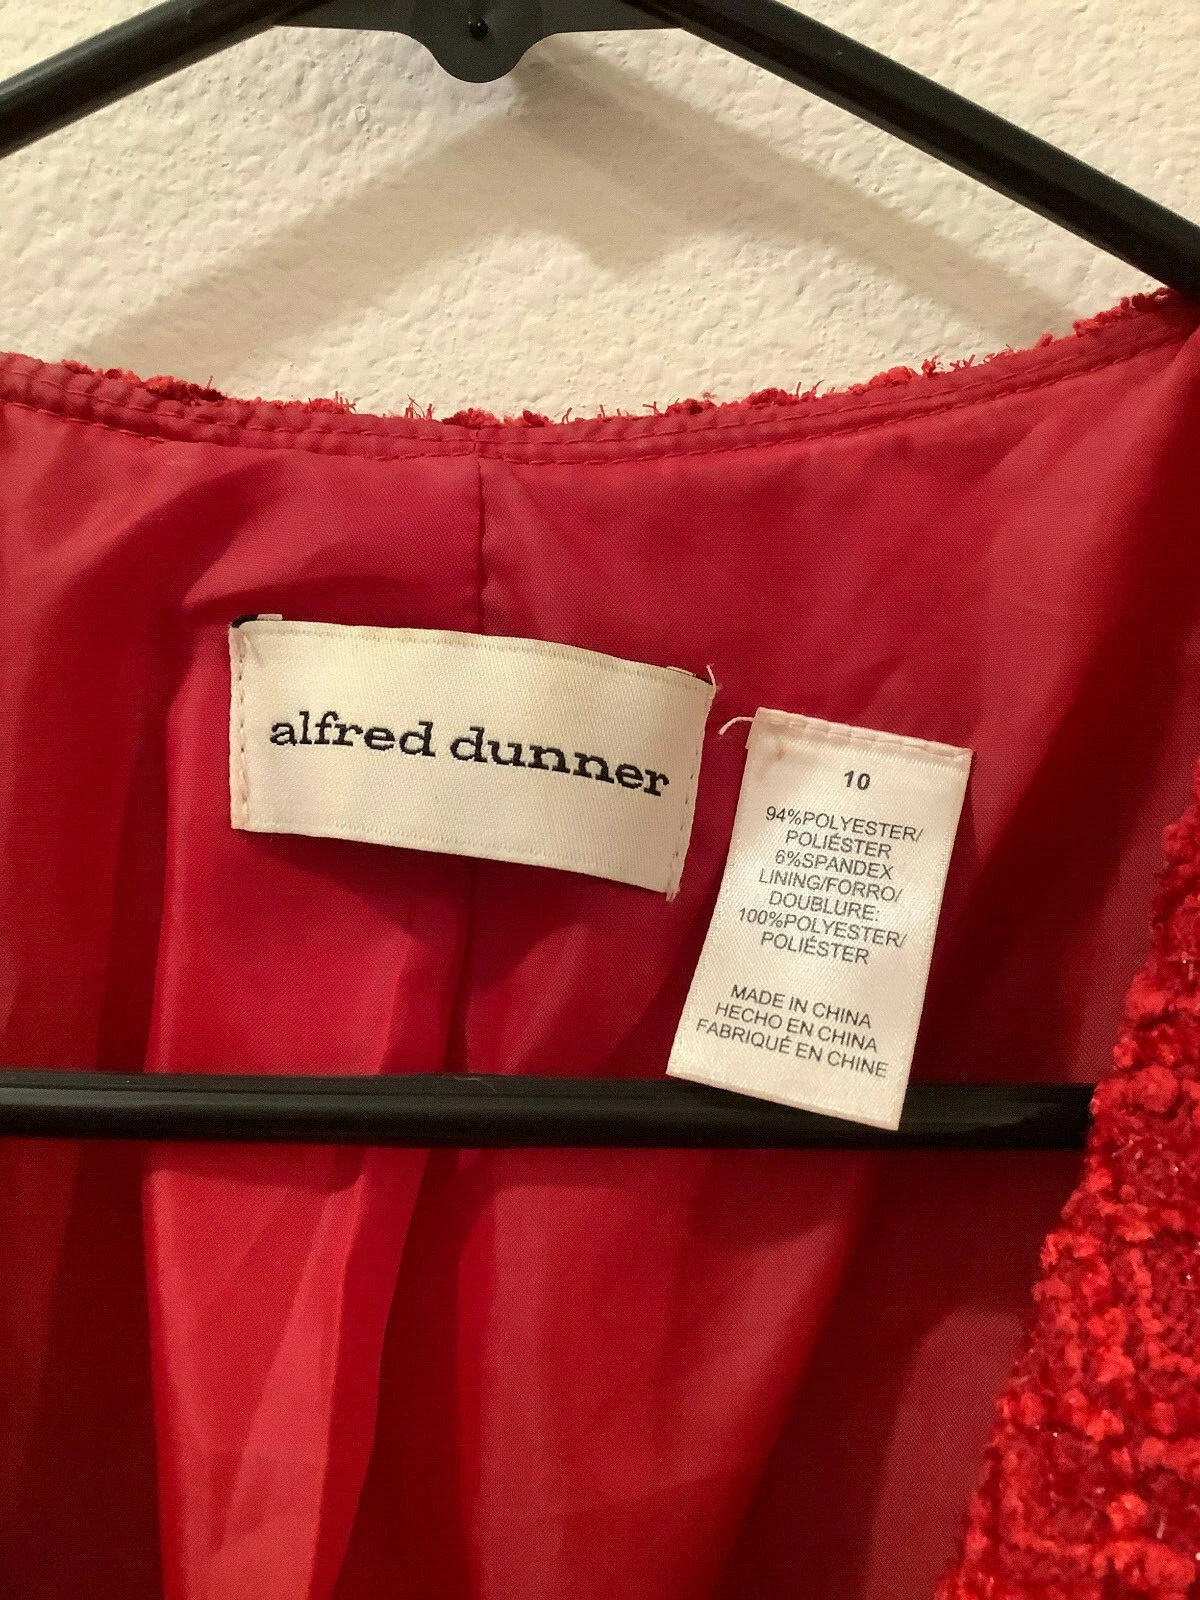 alfred dunner
10
94%POLYESTER/
POLIÉSTER
6%SPANDEX
LINING/FORRO/
DOUBLURE:
100%POLYESTER/
POLIÉSTER
MADE IN CHINA
HECHO EN CHINA
FABRIQUÉ EN CHINE